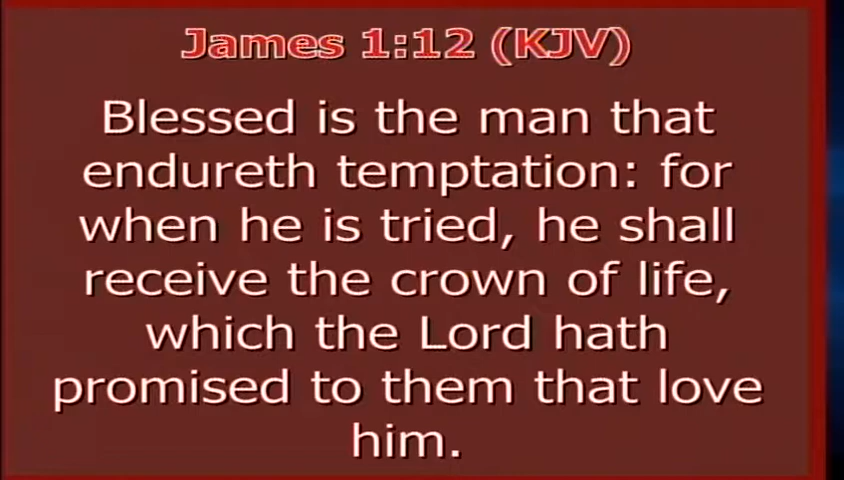 James 1:12 (KJV)
Blessed is the man that
endureth temptation: for
when he is tried, he shall
receive the crown of life,
which the Lord hath
promised to them that love
him.